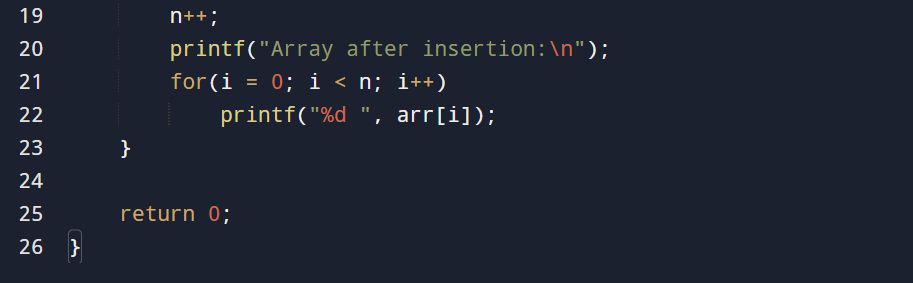 19 n++;
20 printf("Array after insertion:\n");
21 for(i = 0; i < n; i++)
22 printf("%d ", arr[i]);
23 }
24
25 return 0;
26 }